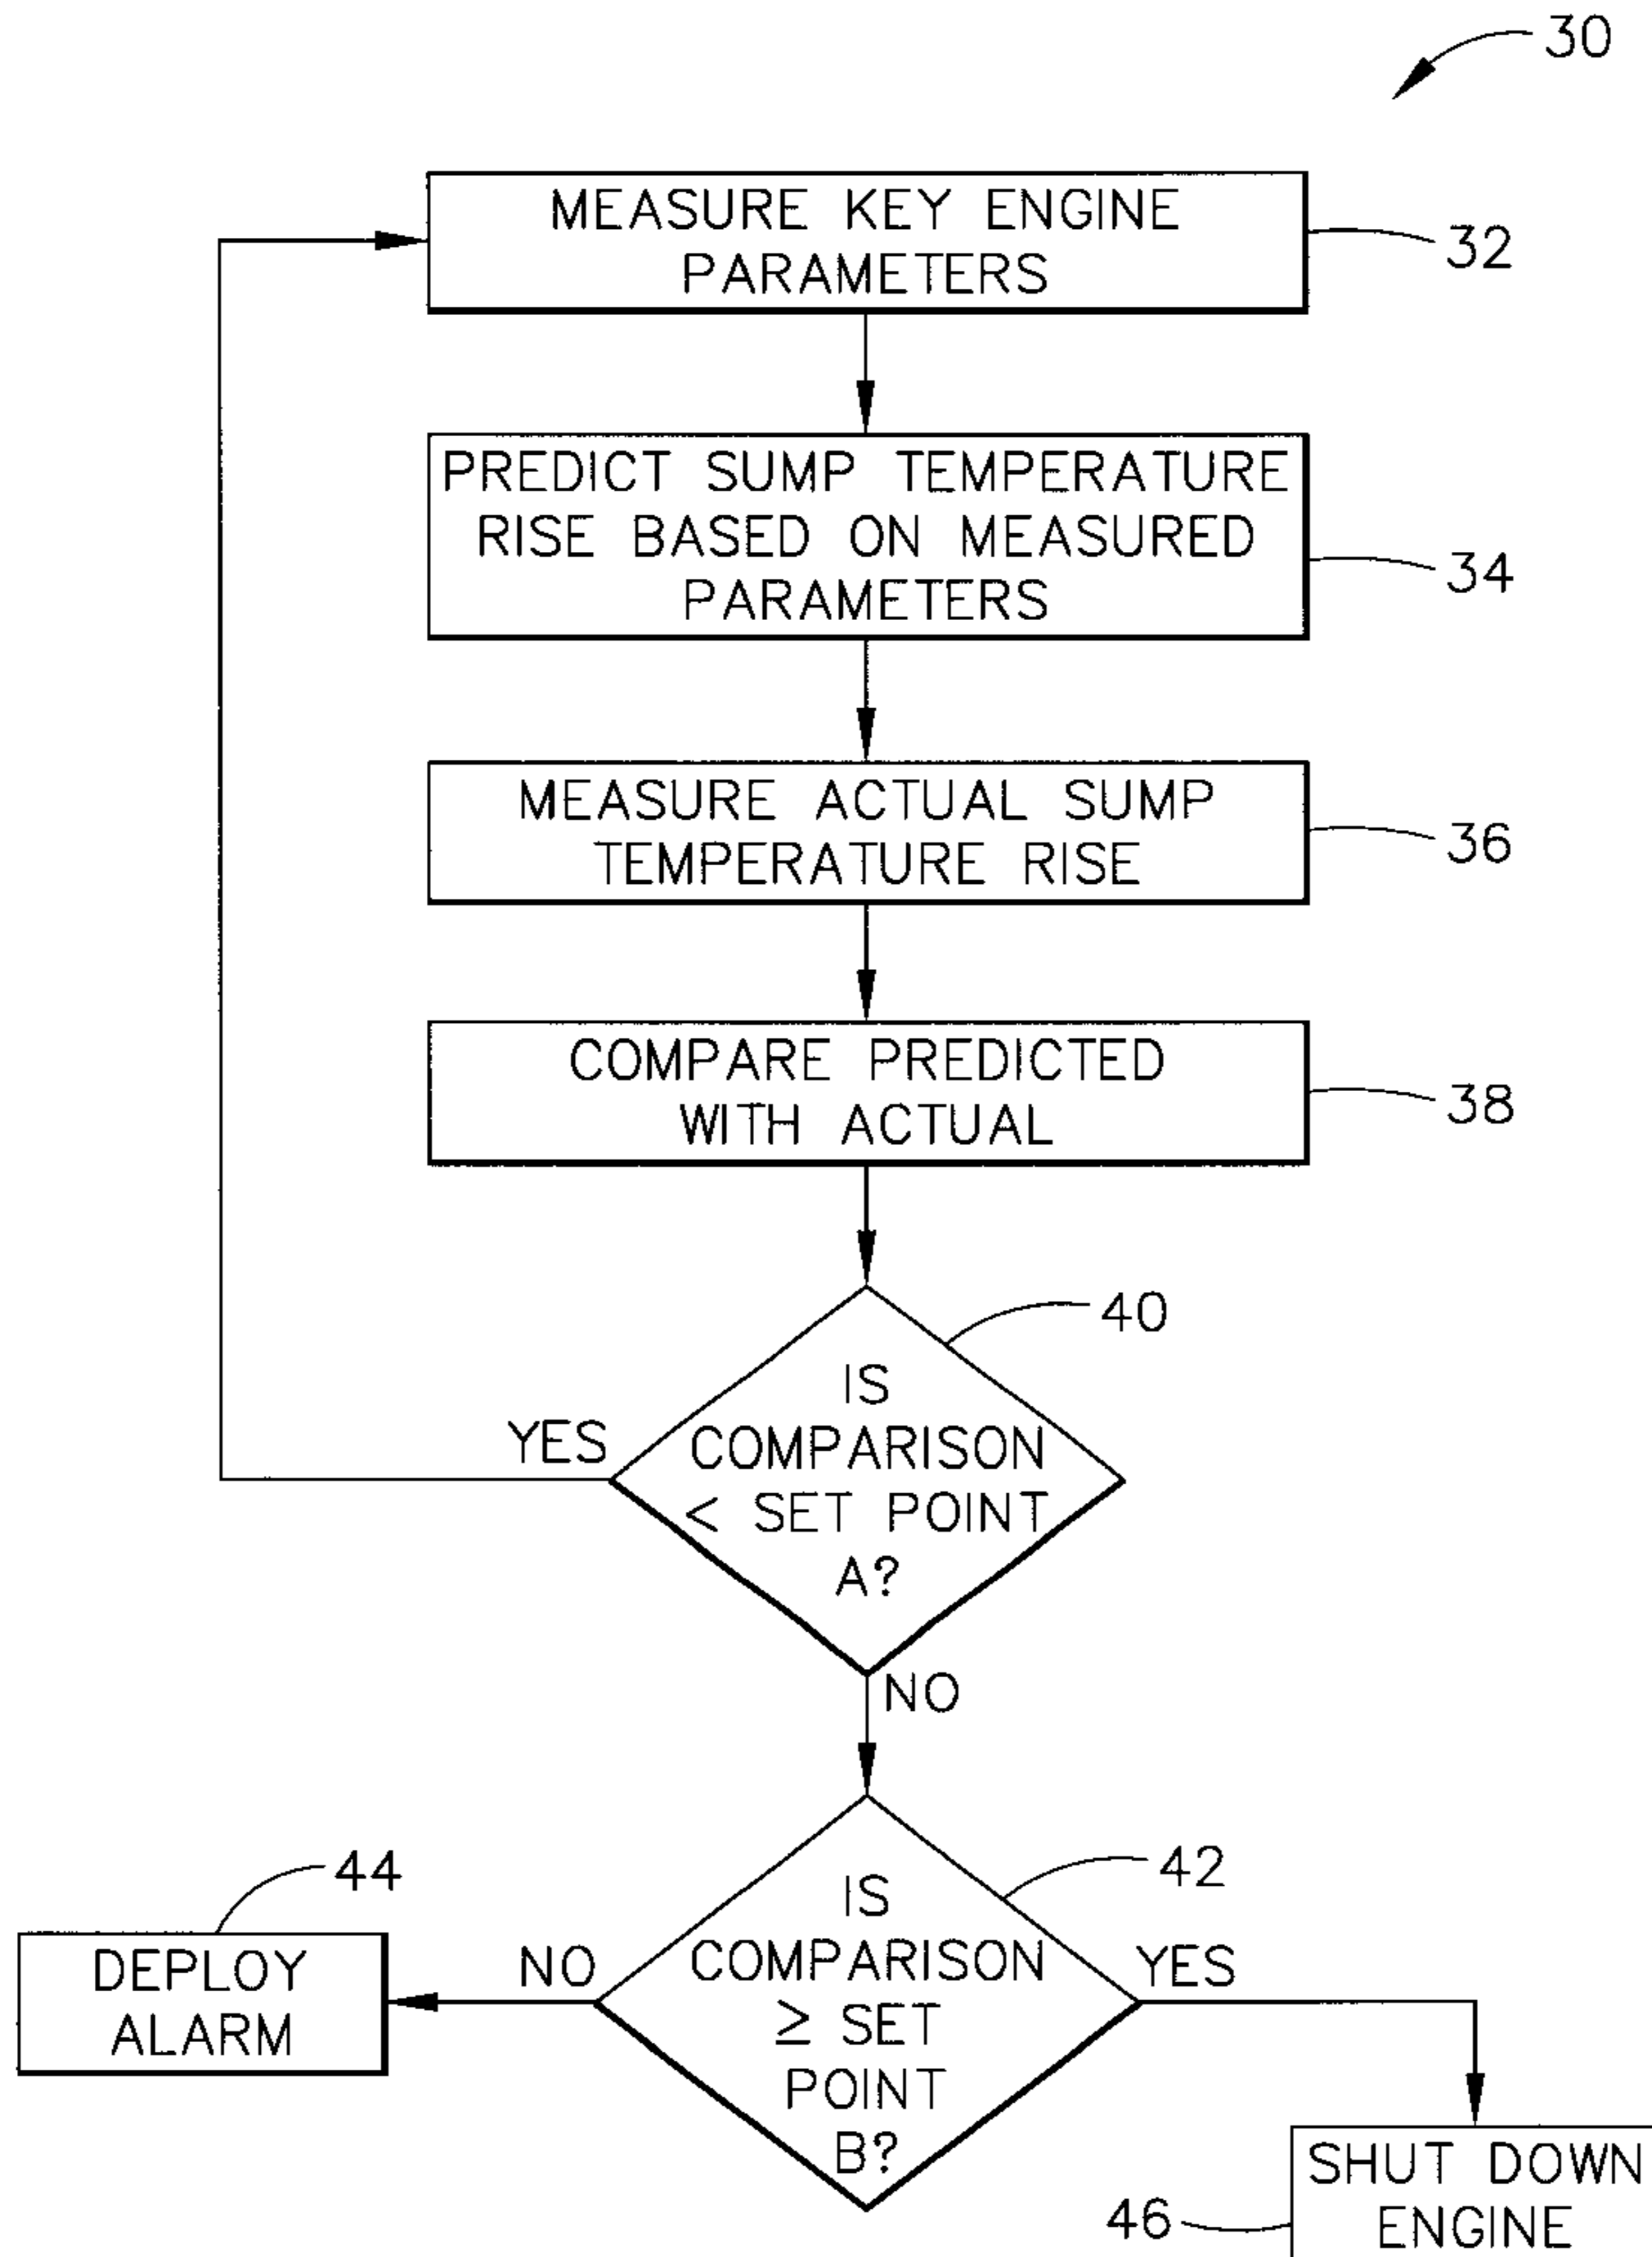 30
MEASURE KEY ENGINE
PARAMETERS
32
PREDICT SUMP TEMPERATURE
RISE BASED ON MEASURED
PARAMETERS
34
MEASURE ACTUAL SUMP
TEMPERATURE RISE
36
COMPARE PREDICTED
WITH ACTUAL
38
40
IS
COMPARISON
< SET POINT
A?
YES
NO
42
IS
COMPARISON
≥ SET
POINT
B?
NO
YES
44
DEPLOY
ALARM
SHUT DOWN
ENGINE
46